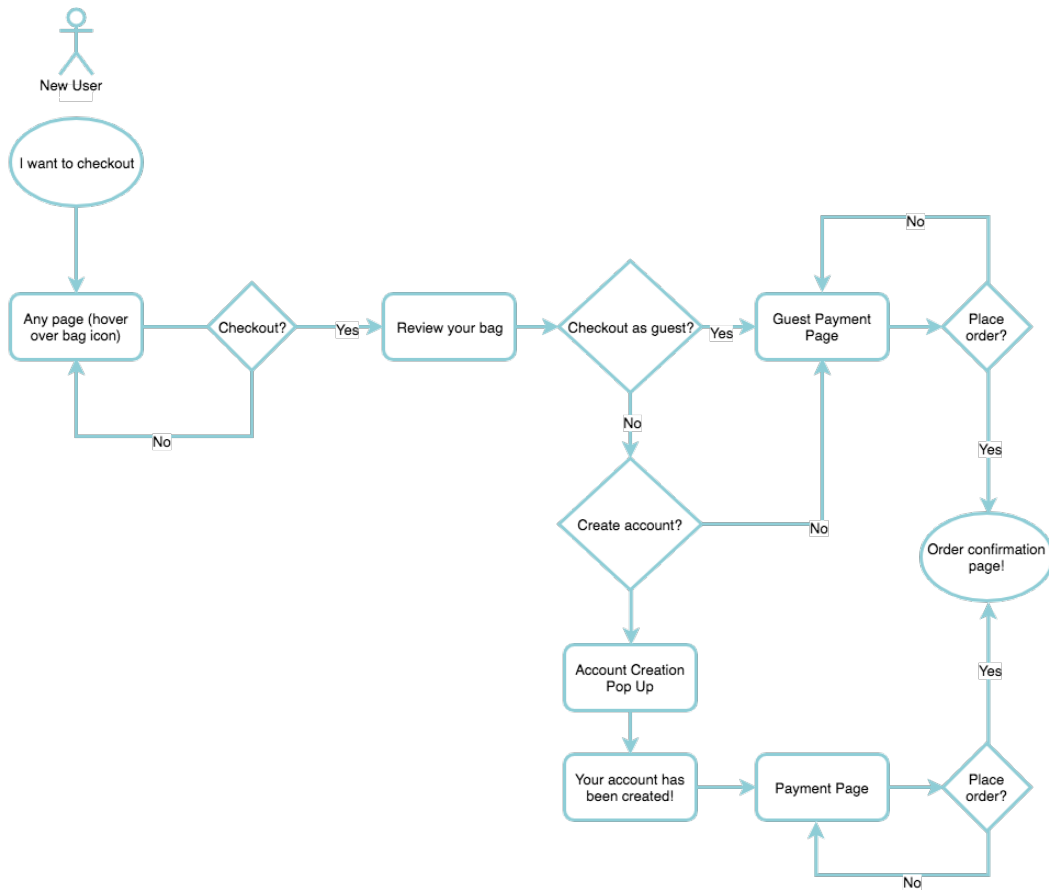 New User
I want to checkout
No
Any page (hover
over bag icon)
Checkout?
Yes
Review your bag
Checkout as guest?
Yes
Guest Payment
Page
Place
order?
No
No
Yes
Create account?
No
Order confirmation
page!
Account Creation
Pop Up
Yes
Your account has
been created!
Payment Page
Place
order?
No